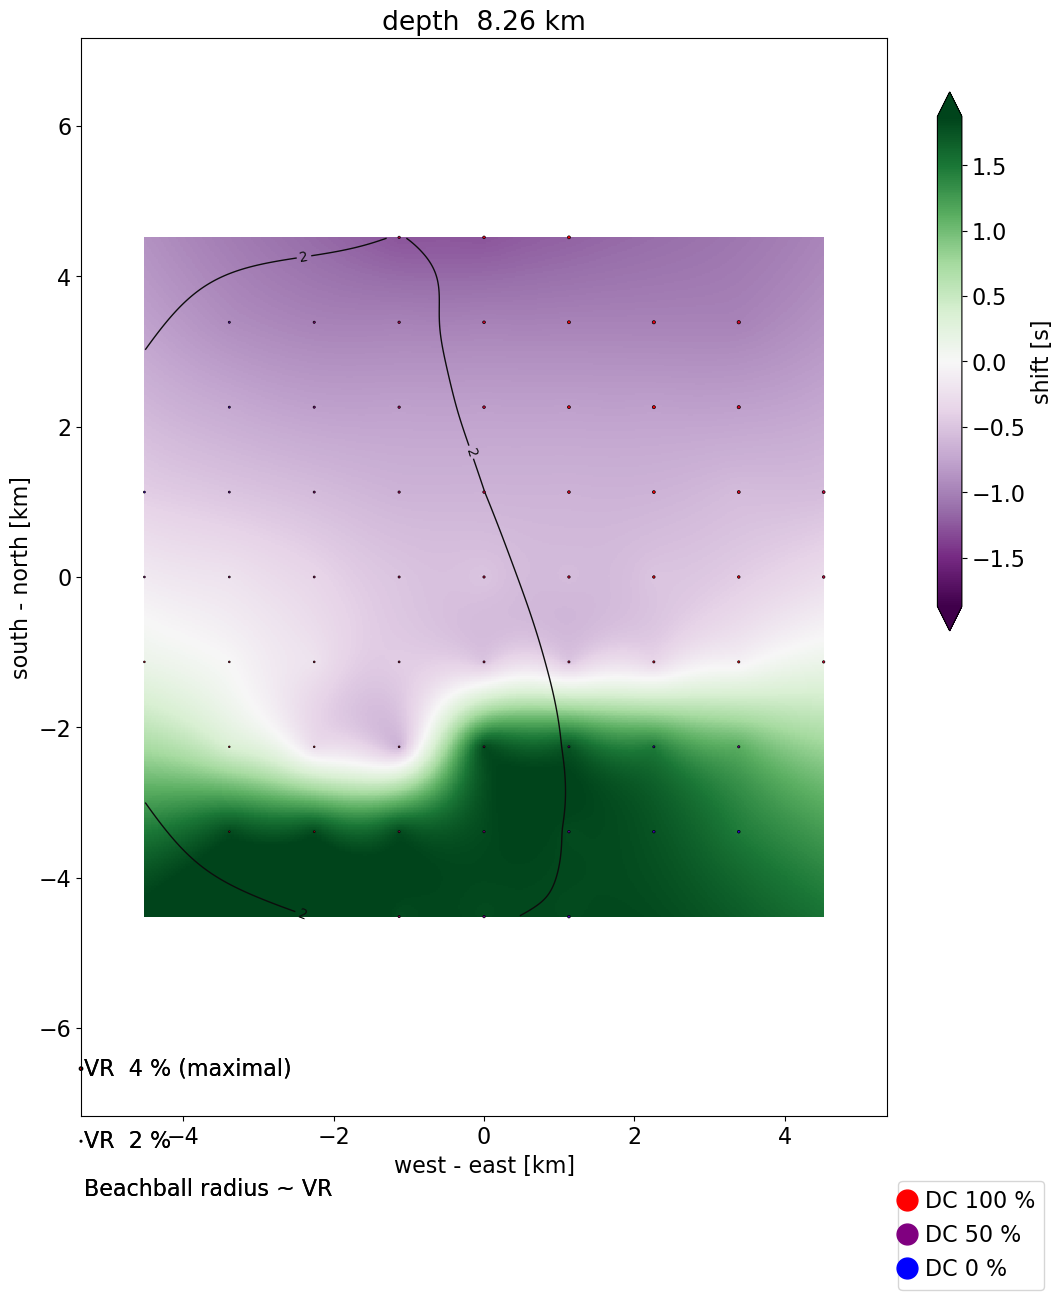 depth  8.26 km
6
4
2
0
−2
−4
−6
south - north [km]
2
2
2
1.5
1.0
0.5
0.0
−0.5
−1.0
−1.5
shift [s]
VR  4 % (maximal)
VR  2 %
−4
−2
0
2
4
west - east [km]
Beachball radius ~ VR
DC 100 %
DC 50 %
DC 0 %